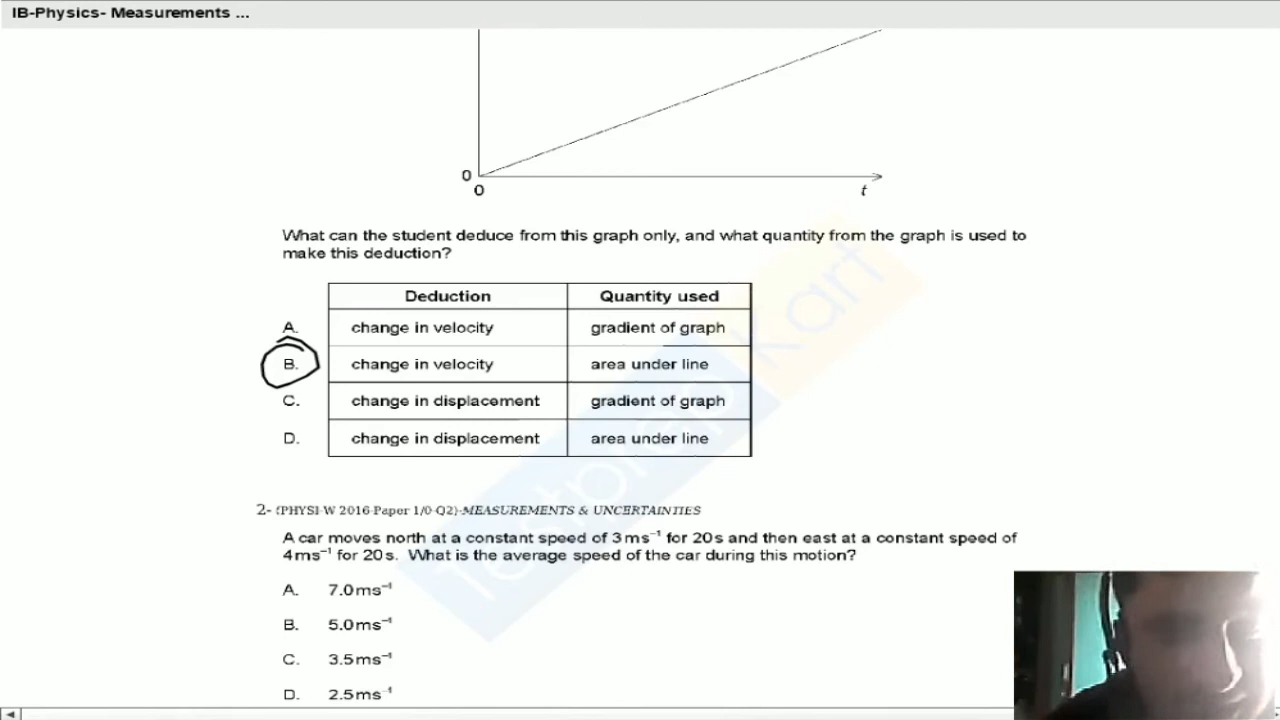 IB-Physics- Measurements ...
0
0
t
What can the student deduce from this graph only, and what quantity from the graph is used to
make this deduction?
Deduction Quantity used
A. change in velocity gradient of graph
B. change in velocity area under line
C. change in displacement gradient of graph
D. change in displacement area under line
2- (PHYSI-W 2016-Paper 1/0-Q2)-MEASUREMENTS & UNCERTAINTIES
A car moves north at a constant speed of 3 ms⁻¹ for 20 s and then east at a constant speed of
4 ms⁻¹ for 20 s. What is the average speed of the car during this motion?
A. 7.0 ms⁻¹
B. 5.0 ms⁻¹
C. 3.5 ms⁻¹
D. 2.5 ms⁻¹
Testprep Kart